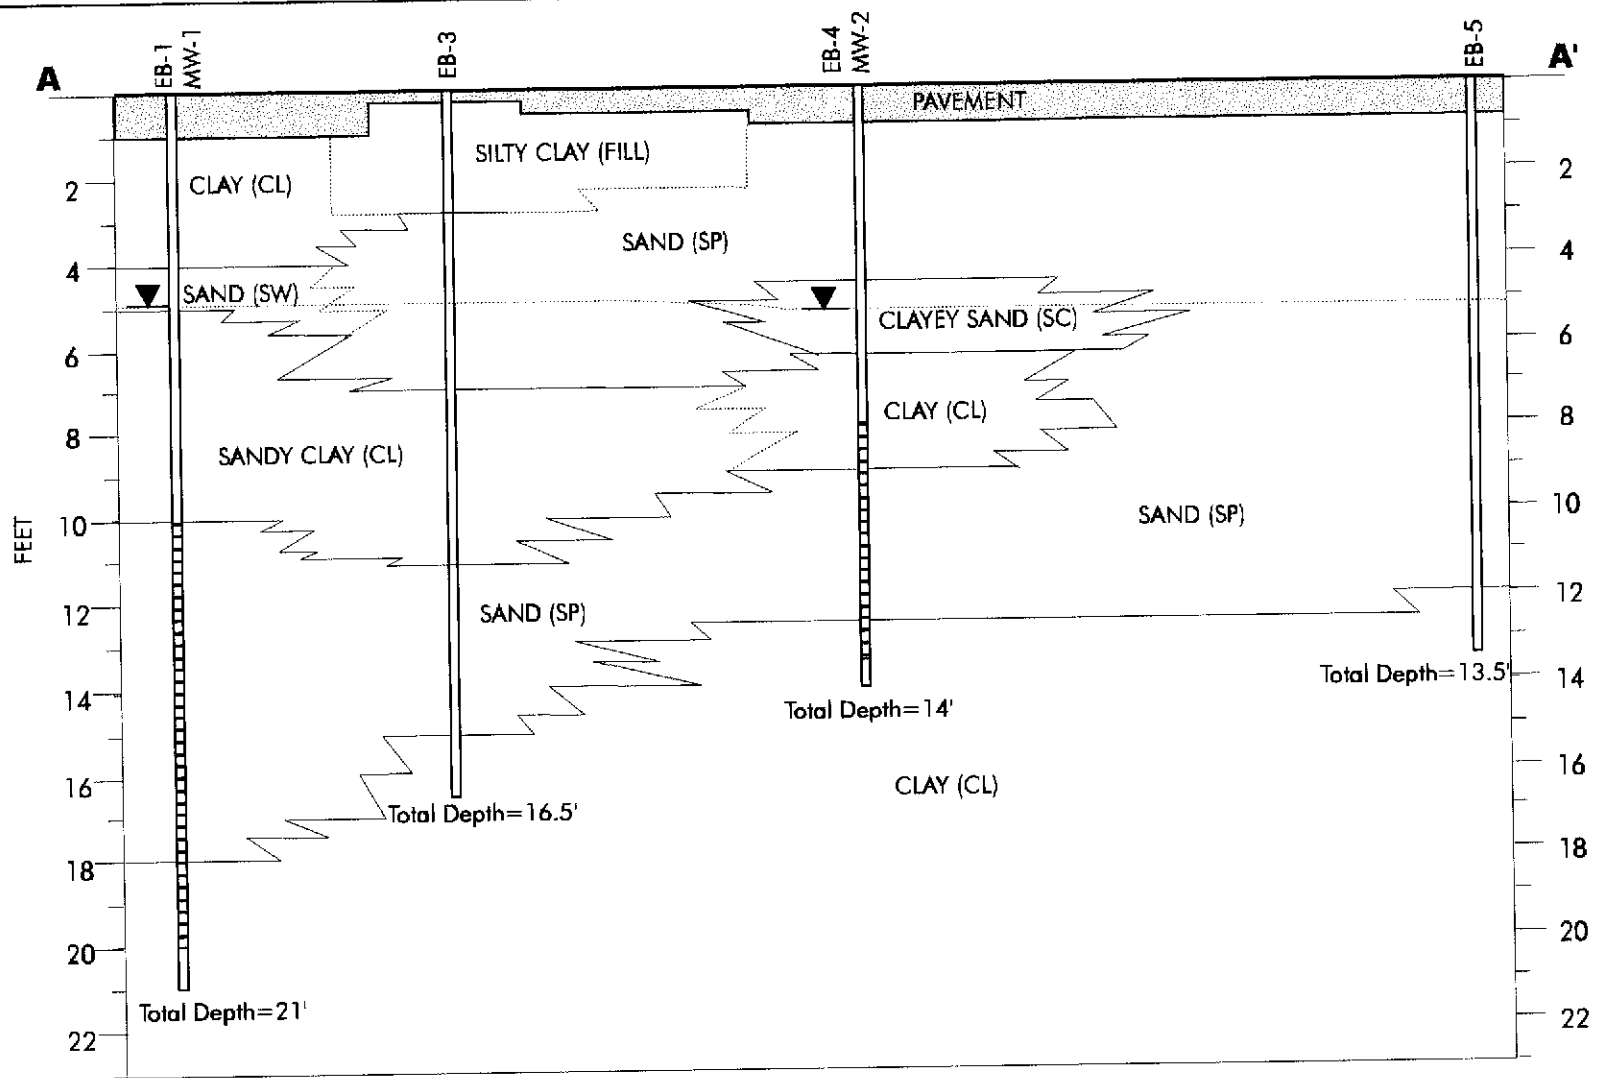 A
EB-1
MW-1
EB-3
EB-4
MW-2
EB-5
A'
PAVEMENT
SILTY CLAY (FILL)
CLAY (CL)
SAND (SP)
SAND (SW)
CLAYEY SAND (SC)
CLAY (CL)
SANDY CLAY (CL)
SAND (SP)
SAND (SP)
CLAY (CL)
Total Depth=13.5'
Total Depth=14'
Total Depth=16.5'
Total Depth=21'
FEET
2
4
6
8
10
12
14
16
18
20
22
2
4
6
8
10
12
14
16
18
20
22